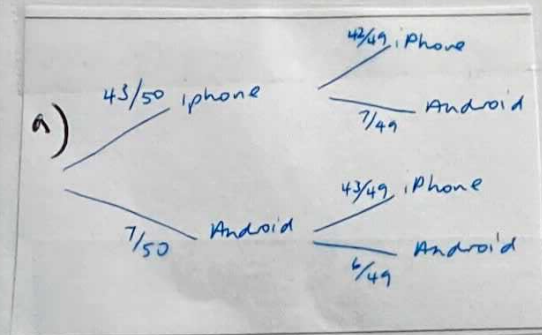 a)
43/50 iphone
42/49 iPhone
7/49 Android
7/50 Android
43/49 iPhone
6/49 Android